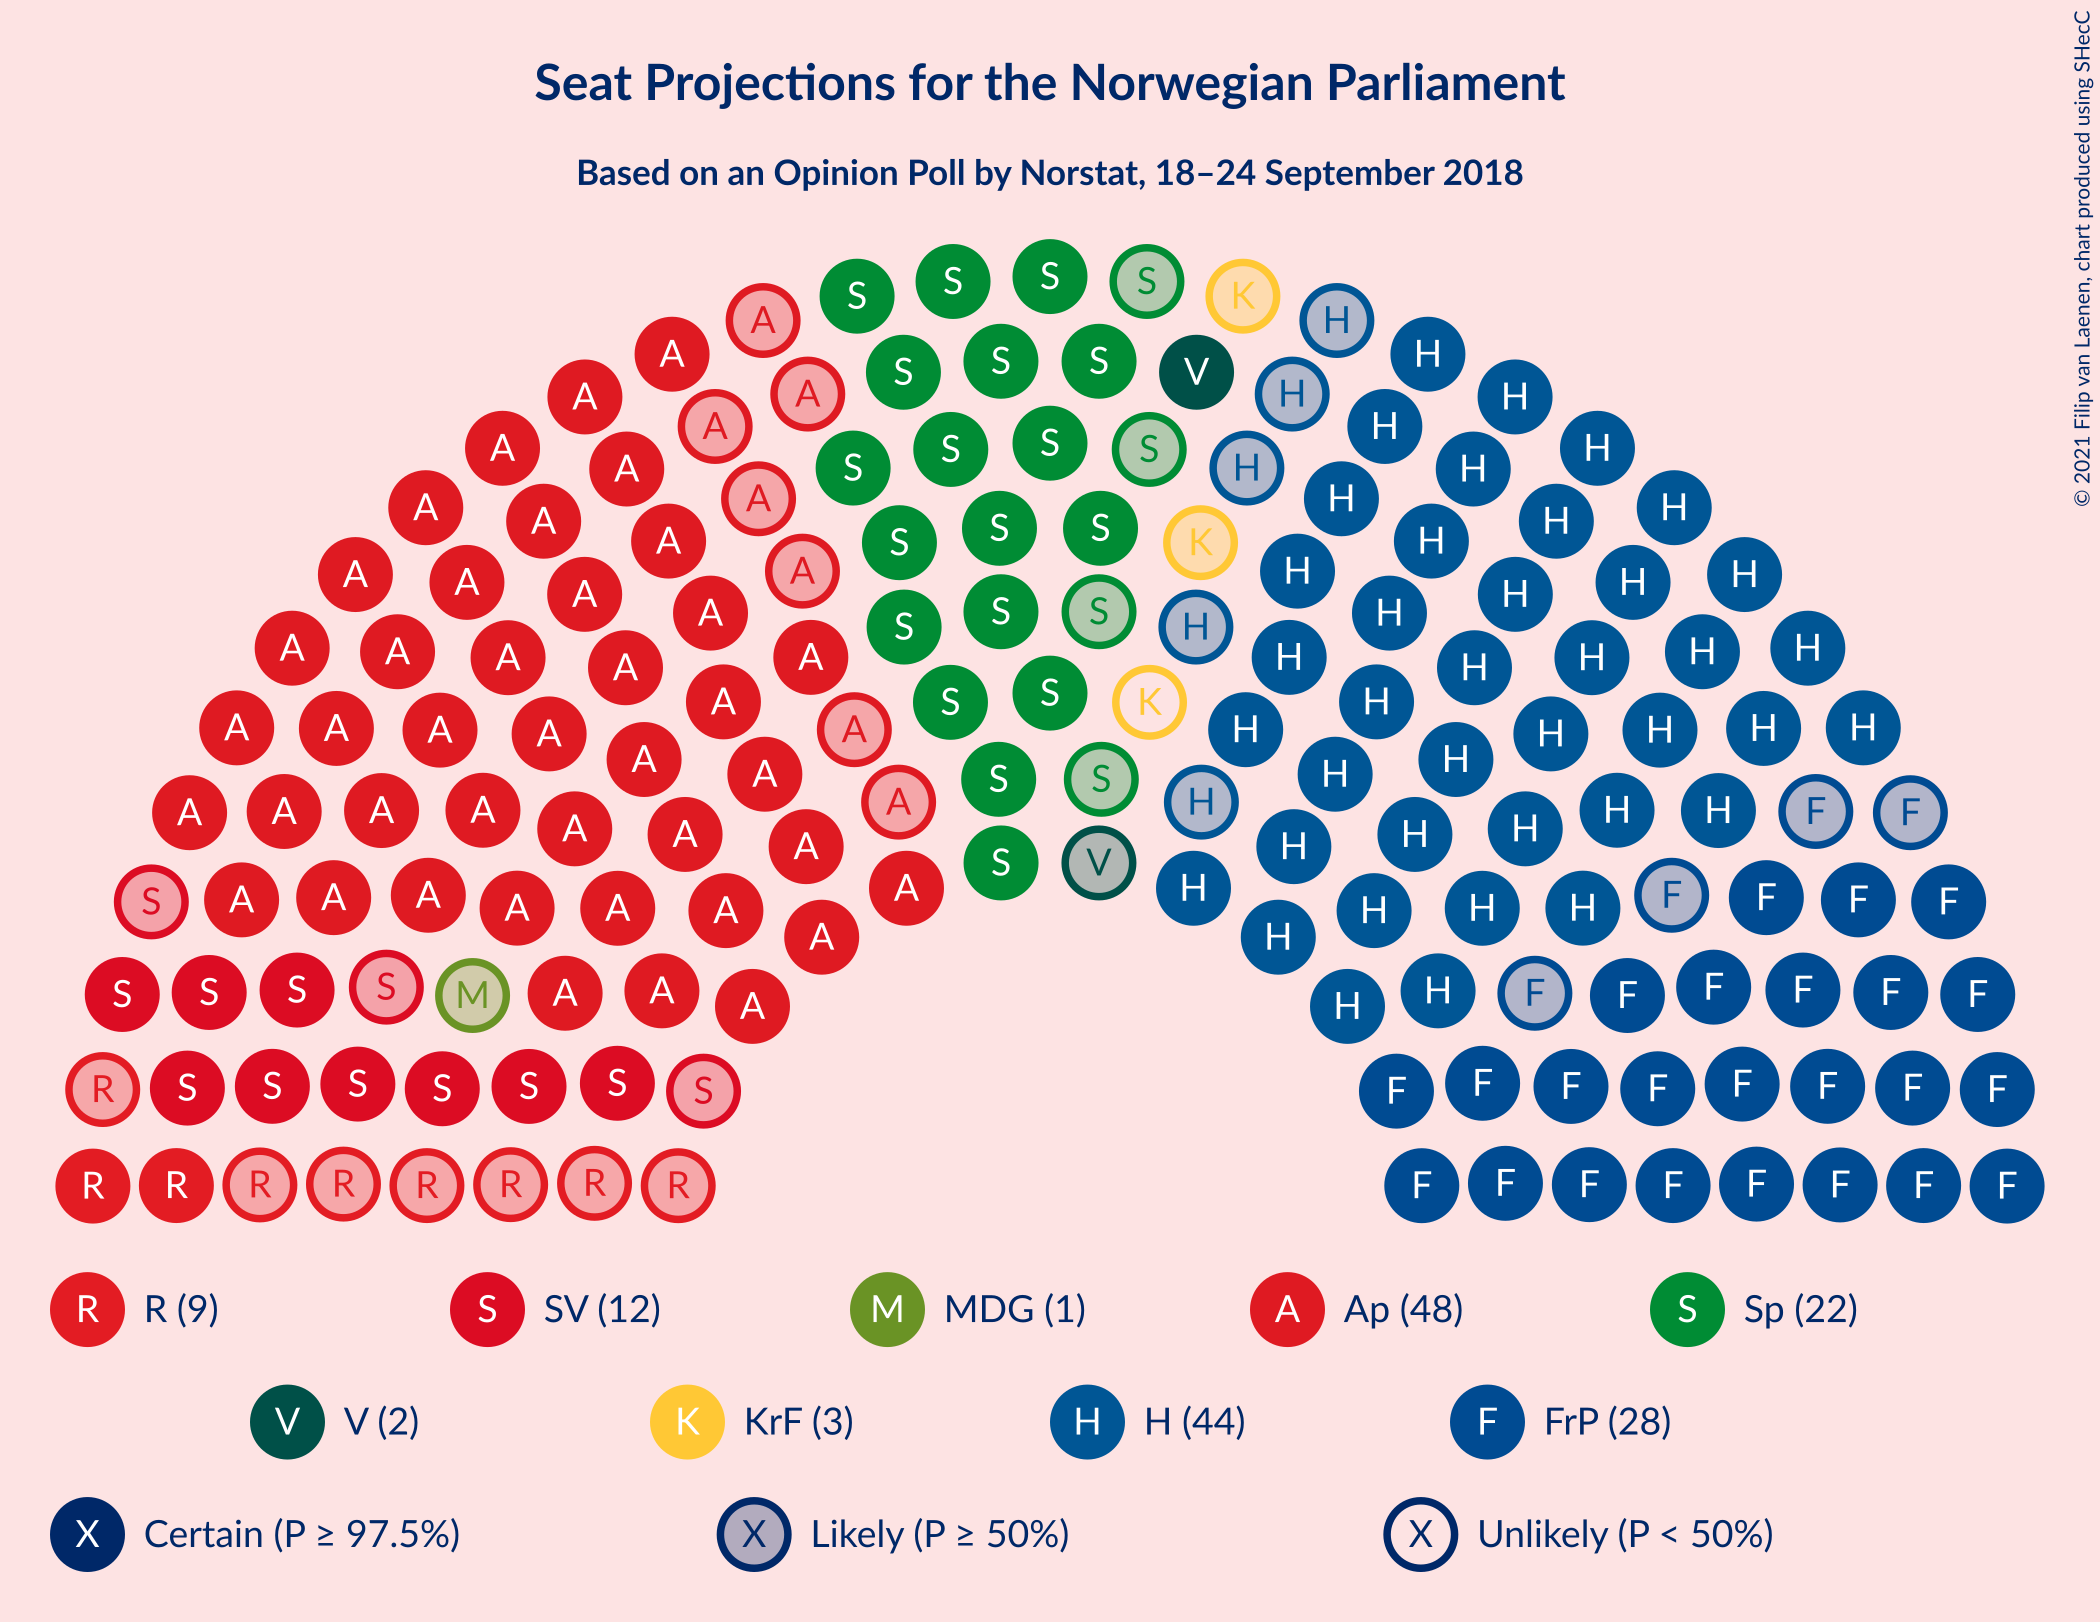 Seat Projections for the Norwegian Parliament
Based on an Opinion Poll by Norstat, 18–24 September 2018
© 2021 Filip van Laenen, chart produced using SHecC
S S S S K H
A S S S V H H
A A S S S S H H H
A A S S S K H H H
A A S S S H H H H
A A S S K H H H H
A A S S H H H H
A A S V H H H H
R S S S S S S S F F F F F F F F
R R R R R R R R F F F F F F F F
R R (9) S SV (12) M MDG (1) A Ap (48) S Sp (22)
V V (2) K KrF (3) H H (44) F FrP (28)
X Certain (P ≥ 97.5%) X Likely (P ≥ 50%) X Unlikely (P < 50%)